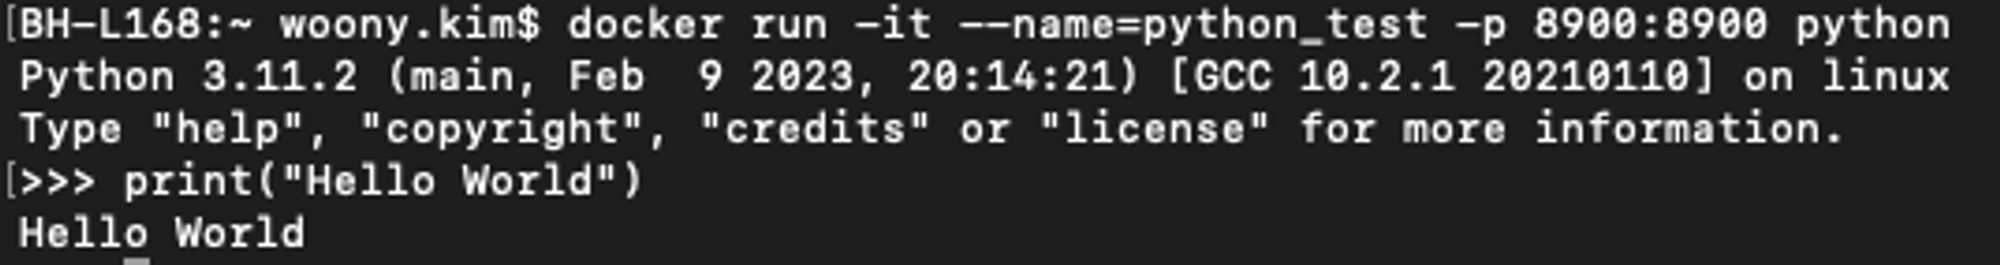 [BH-L168:~ woony.kim$ docker run -it --name=python_test -p 8900:8900 python
Python 3.11.2 (main, Feb  9 2023, 20:14:21) [GCC 10.2.1 20210110] on linux
Type "help", "copyright", "credits" or "license" for more information.
[>>> print("Hello World")
Hello World